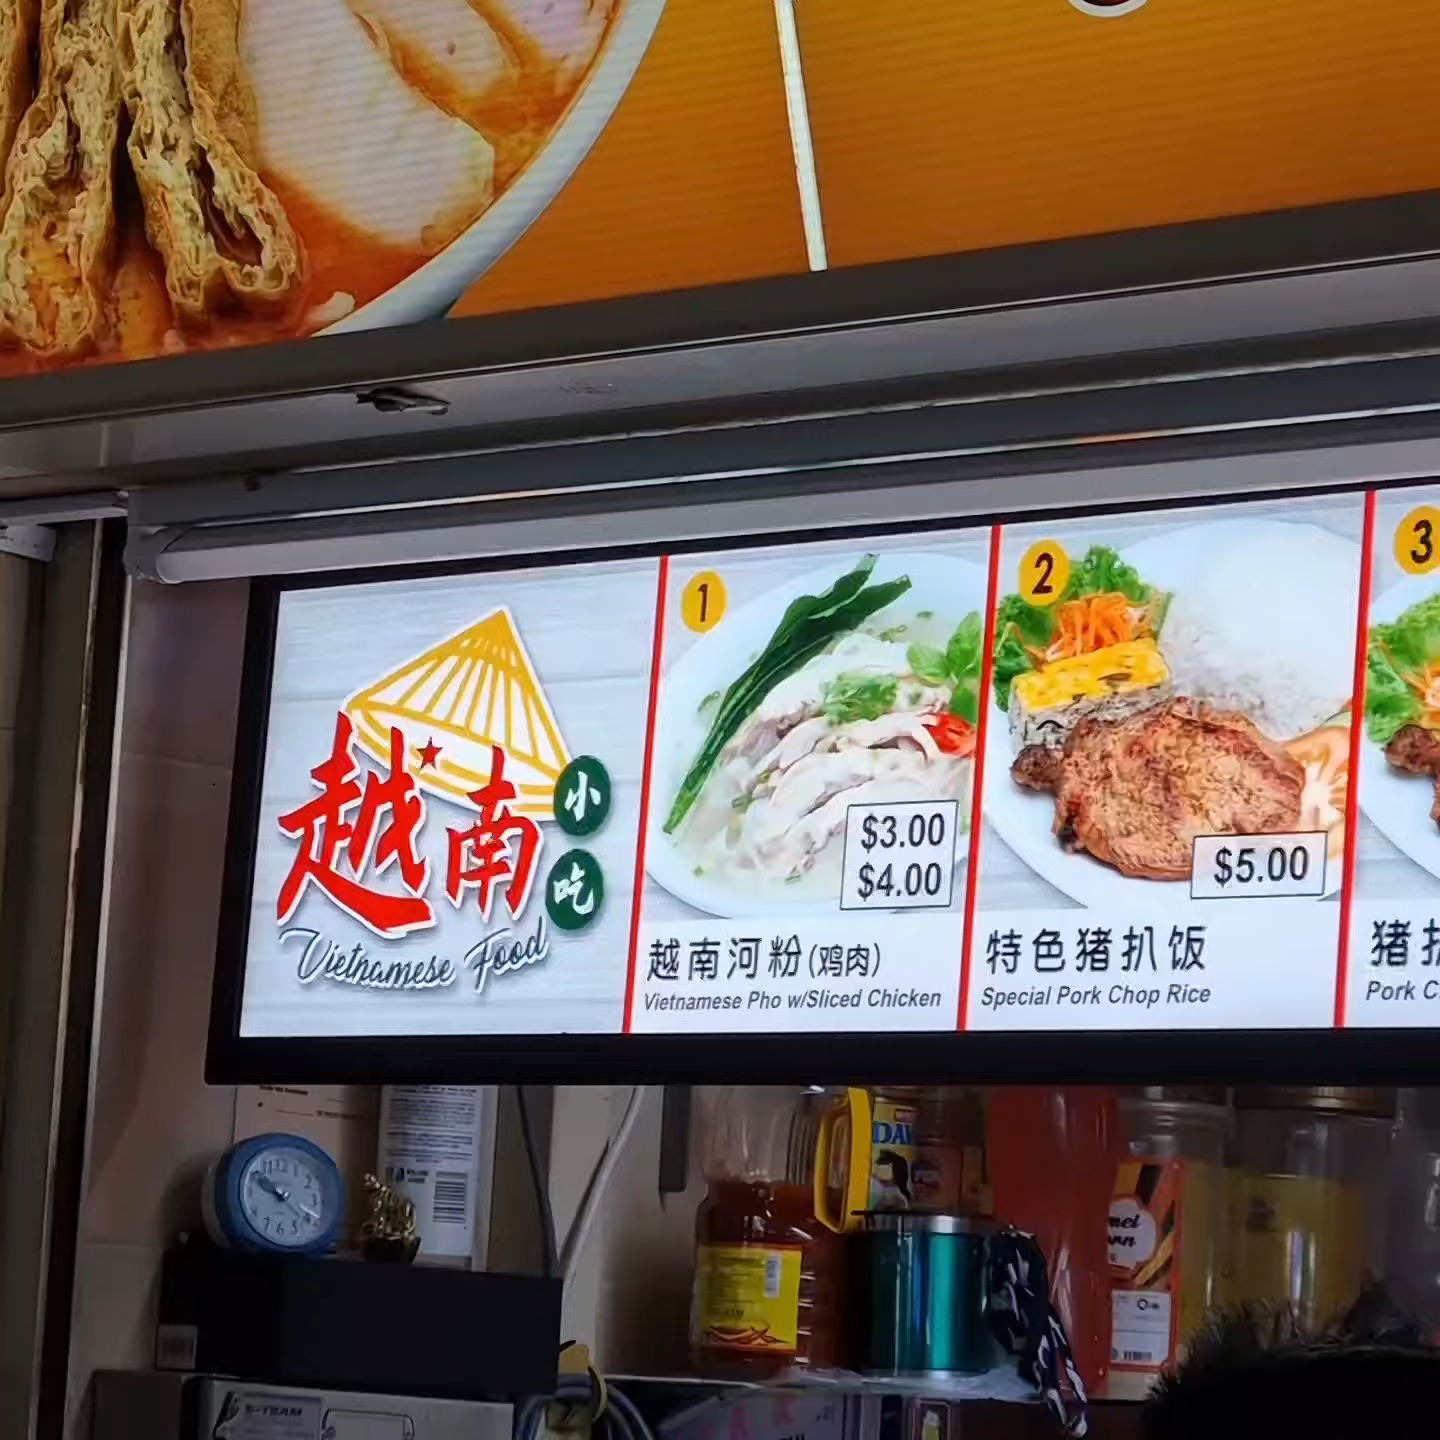 越南
小吃
Vietnamese Food
1
$3.00
$4.00
越南河粉(鸡肉)
Vietnamese Pho w/Sliced Chicken
2
$5.00
特色猪扒饭
Special Pork Chop Rice
3
猪扒
Pork C